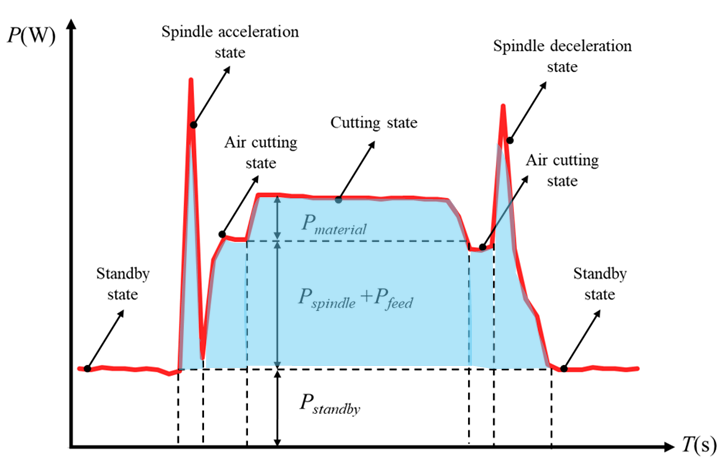 P(W)
Spindle acceleration
state
Spindle deceleration
state
Cutting state
Air cutting
state
Air cutting
state
P_material
Standby
state
P_spindle + P_feed
Standby
state
P_standby
T(s)